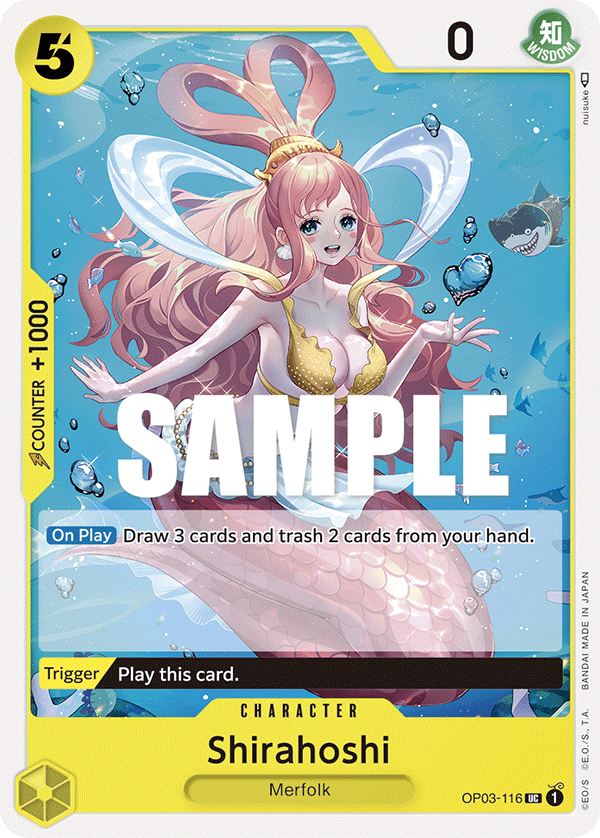 5
0
知
WISDOM
nuisuke
COUNTER +1000
SAMPLE
On Play Draw 3 cards and trash 2 cards from your hand.
Trigger Play this card.
CHARACTER
Shirahoshi
Merfolk
OP03-116 UC 1
©EO/S ©E.O./S., T.A. BANDAI MADE IN JAPAN